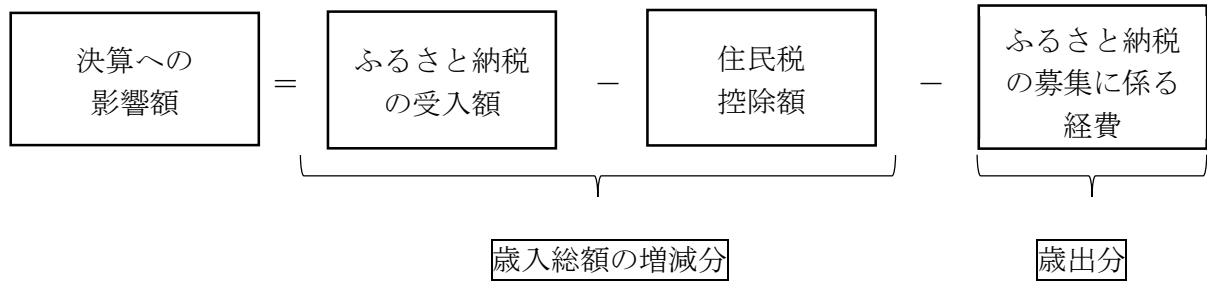 決算への
影響額
=
ふるさと納税
の受入額
−
住民税
控除額
−
ふるさと納税
の募集に係る
経費
歳入総額の増減分
歳出分